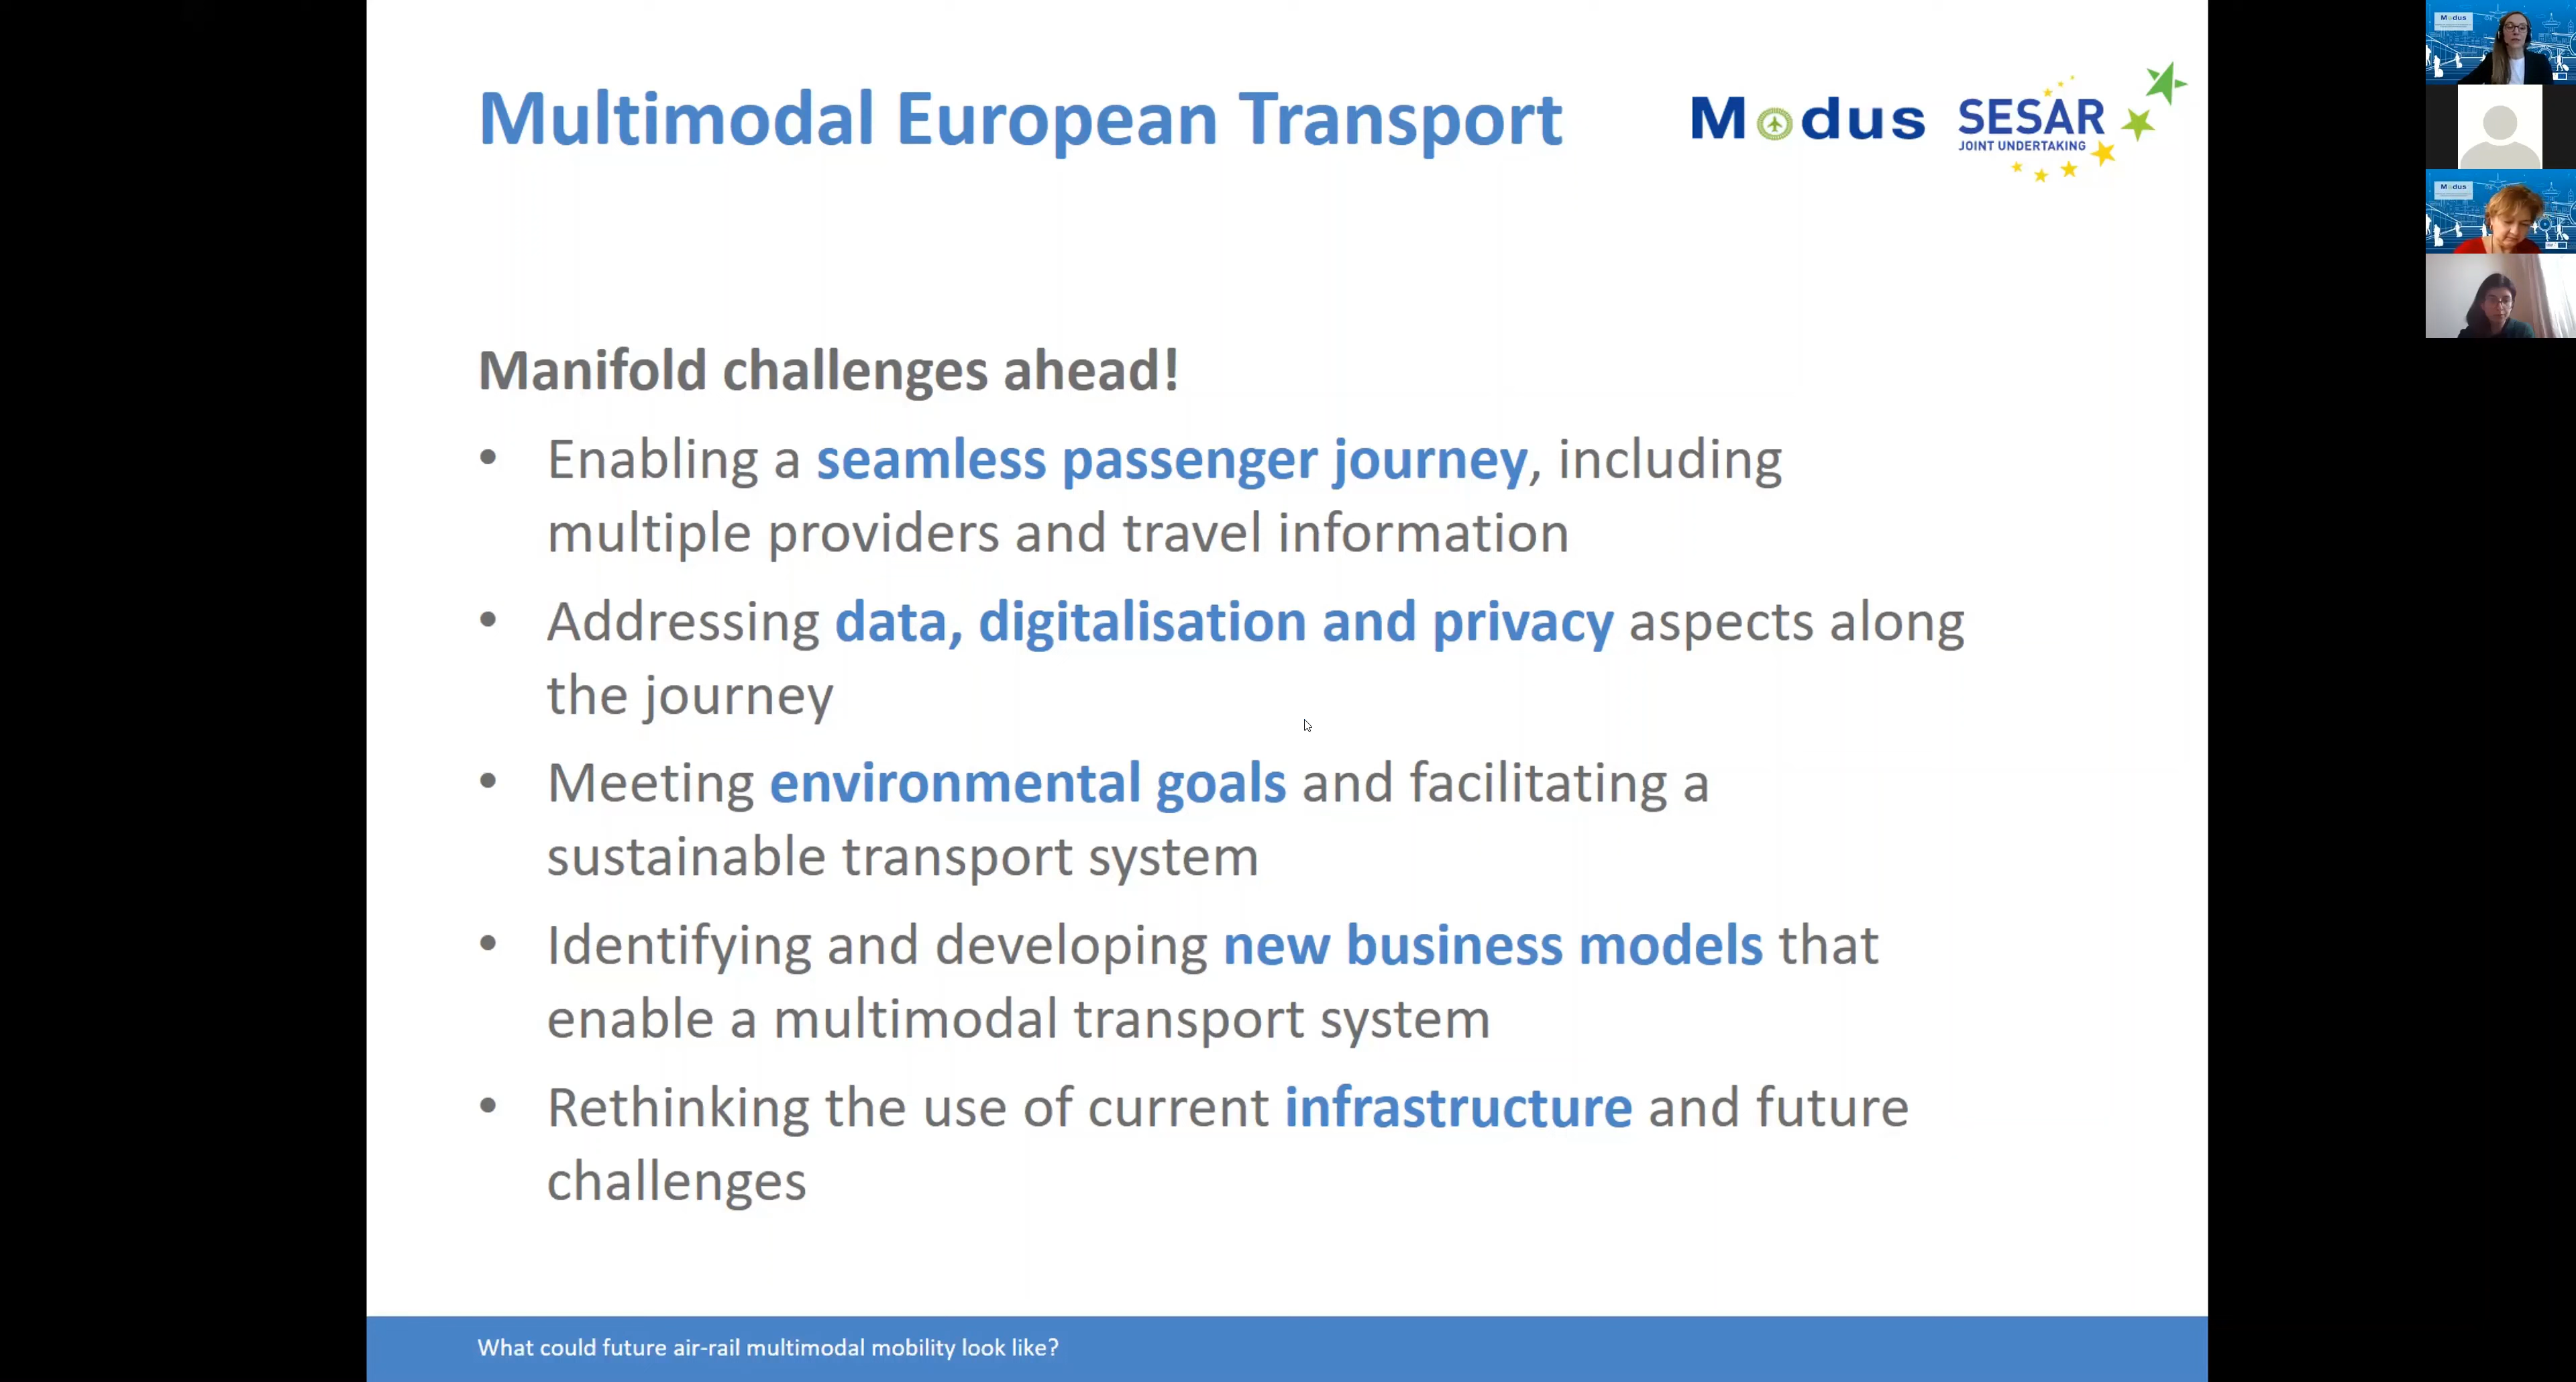 Multimodal European Transport
Modus
SESAR
JOINT UNDERTAKING
Manifold challenges ahead!
• Enabling a seamless passenger journey, including
multiple providers and travel information
• Addressing data, digitalisation and privacy aspects along
the journey
• Meeting environmental goals and facilitating a
sustainable transport system
• Identifying and developing new business models that
enable a multimodal transport system
• Rethinking the use of current infrastructure and future
challenges
What could future air-rail multimodal mobility look like?
Modus
Modus